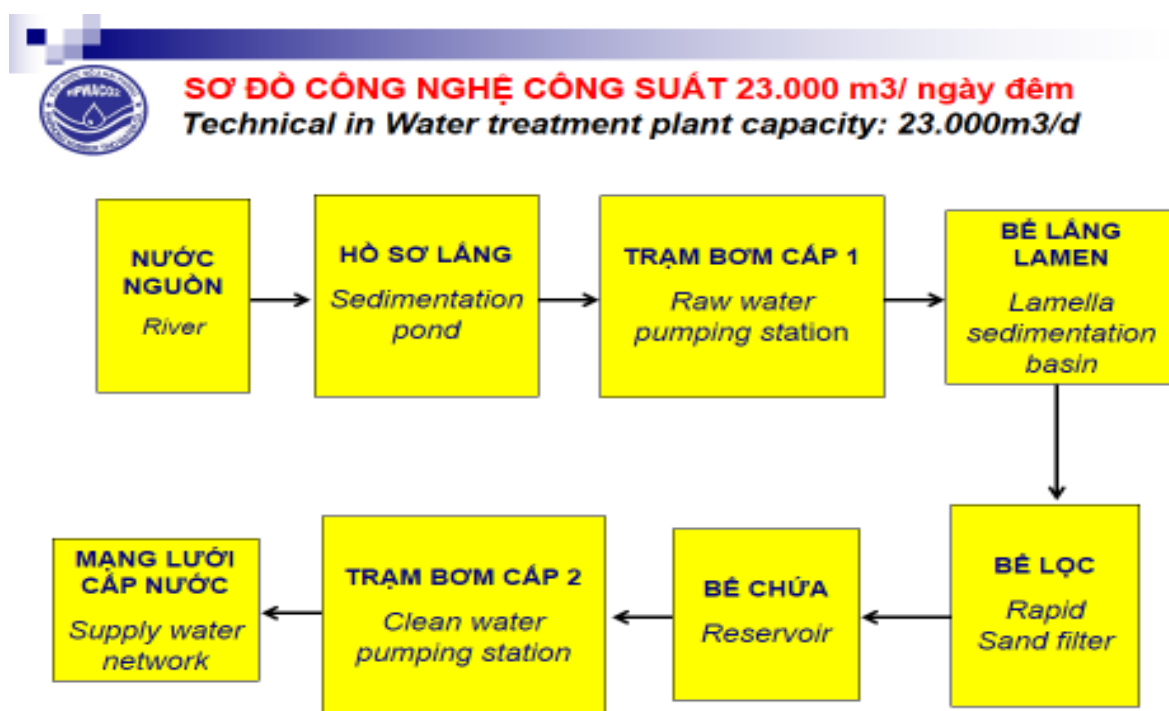 SƠ ĐỒ CÔNG NGHỆ CÔNG SUẤT 23.000 m3/ ngày đêm
Technical in Water treatment plant capacity: 23.000m3/d
NƯỚC
NGUỒN
River
HỒ SƠ LẮNG
Sedimentation
pond
TRẠM BƠM CẤP 1
Raw water
pumping station
BỂ LẮNG
LAMEN
Lamella
sedimentation
basin
MẠNG LƯỚI
CẤP NƯỚC
Supply water
network
TRẠM BƠM CẤP 2
Clean water
pumping station
BỂ CHỨA
Reservoir
BỂ LỌC
Rapid
Sand filter